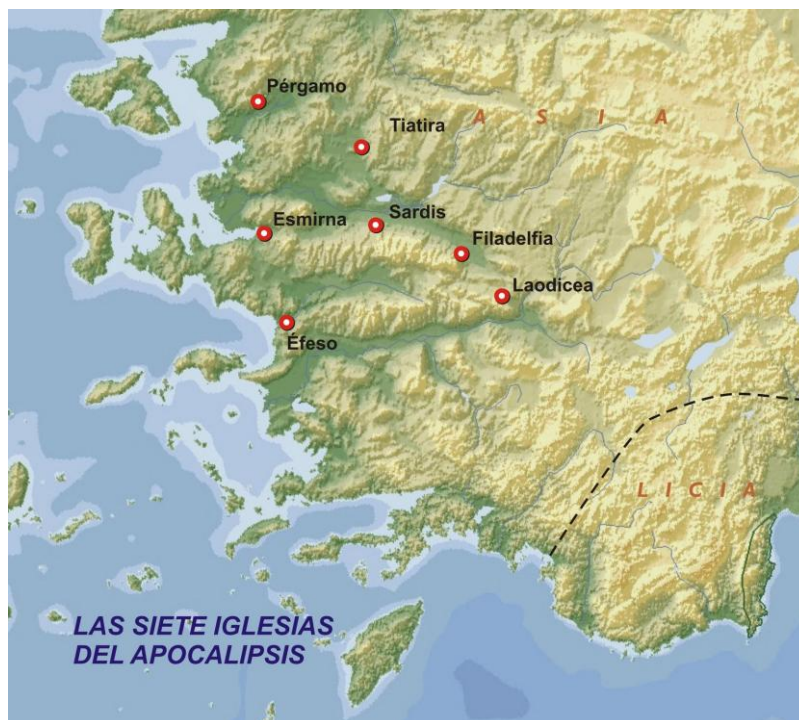 Pérgamo
Tiatira
A S I A
Esmirna
Sardis
Filadelfia
Laodicea
Éfeso
L I C I A
LAS SIETE IGLESIAS
DEL APOCALIPSIS